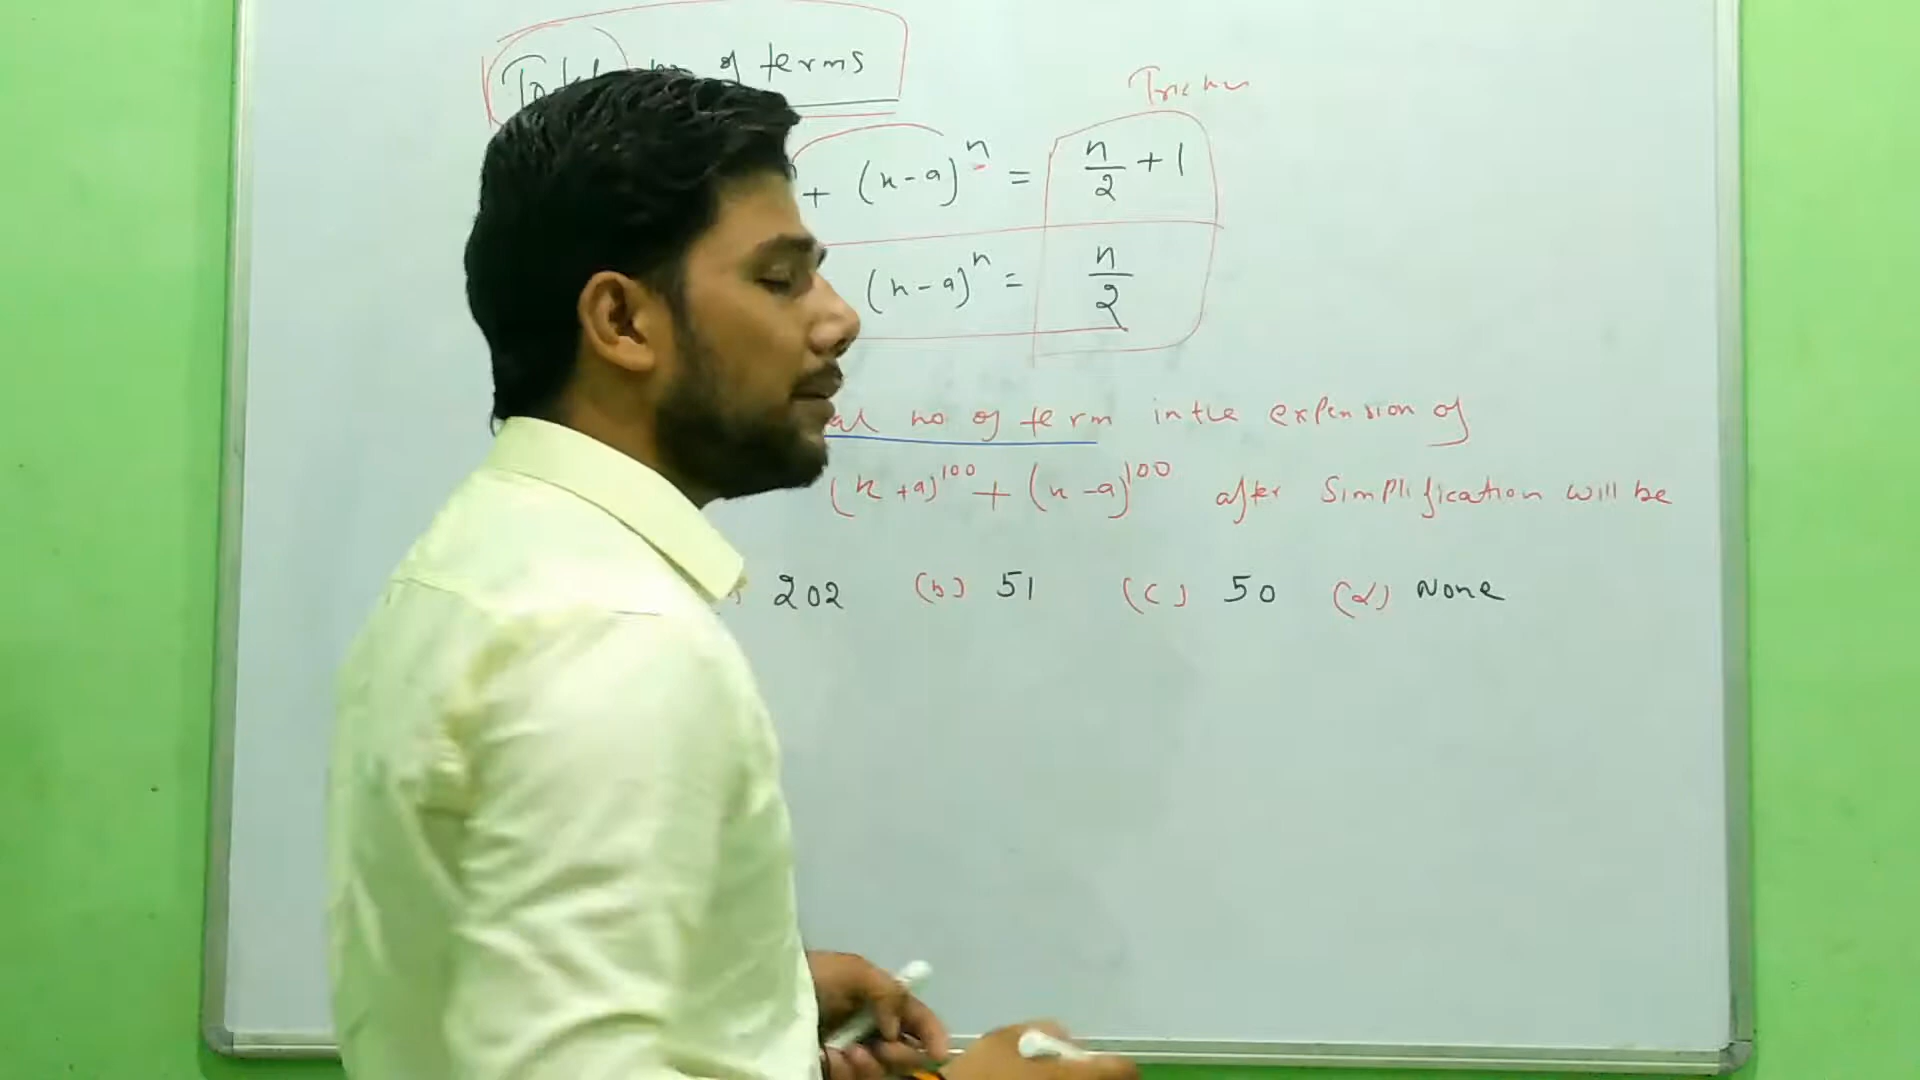 of terms
Trick
+ (x-a)^n = n/2 + 1
(x-a)^n = n/2
no. of term in the expension of
(x+a)^100 + (x-a)^100 after simplification will be
202 (b) 51 (c) 50 (d) None